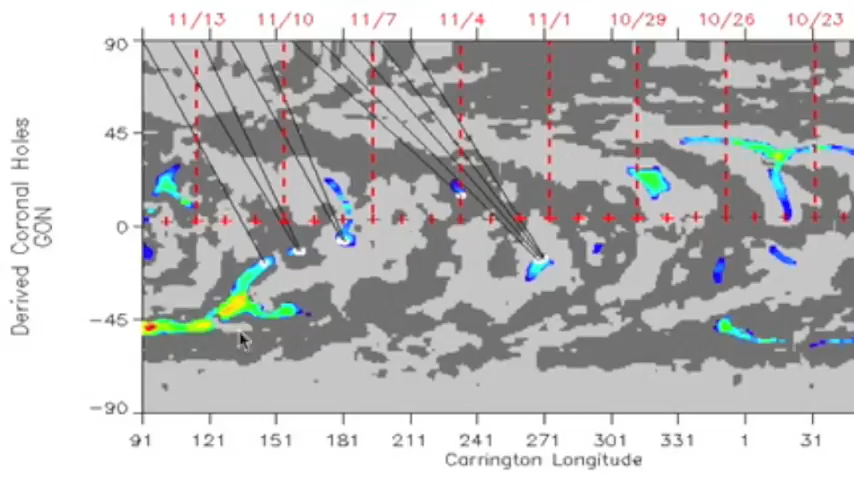 11/13 11/10 11/7 11/4 11/1 10/29 10/26 10/23
90
45
0
-45
-90
Derived Coronal Holes
GON
91 121 151 181 211 241 271 301 331 1 31
Carrington Longitude